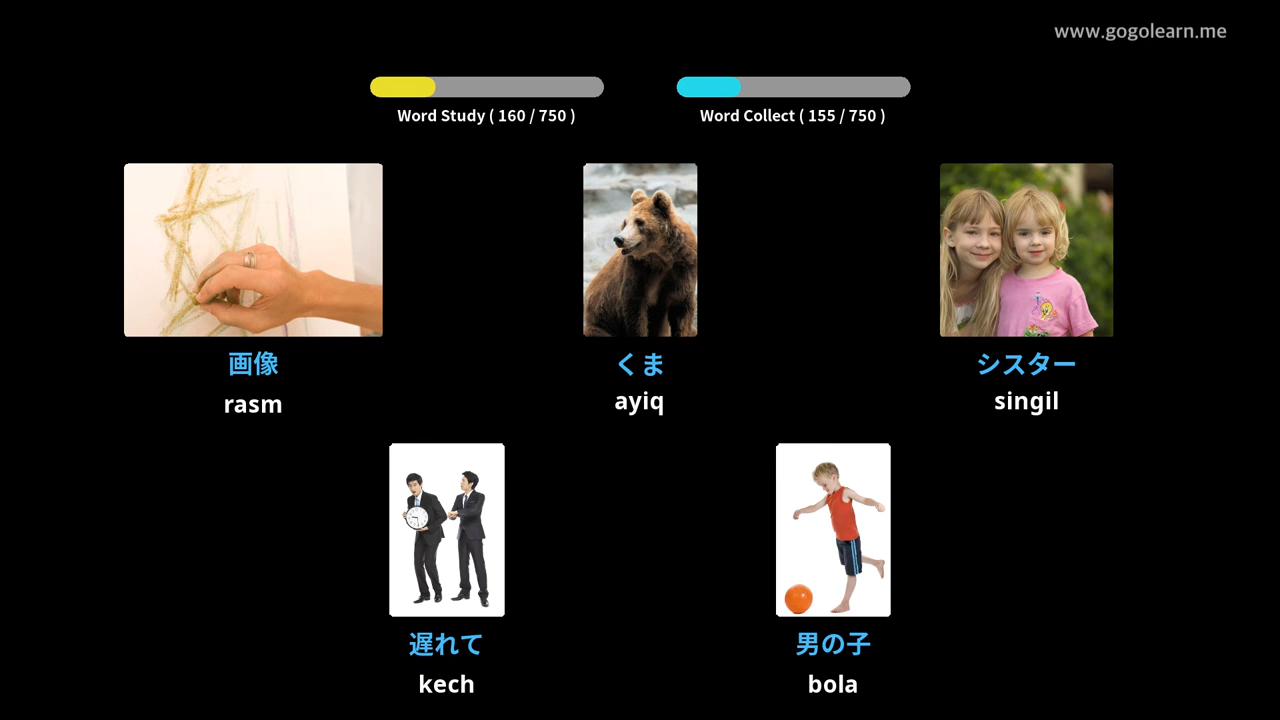 www.gogolearn.me
Word Study ( 160 / 750 )
Word Collect ( 155 / 750 )
画像
rasm
くま
ayiq
シスター
singil
遅れて
kech
男の子
bola